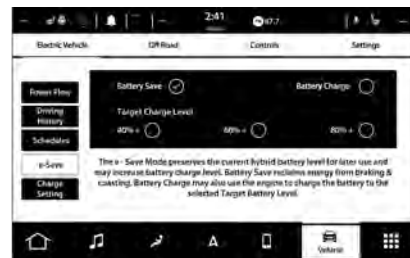 2:41
87.7
Electric Vehicle Off Road Controls Settings
Power Flow
Driving History
Schedules
e-Save
Charge Setting
Battery Save Battery Charge
Target Charge Level
40% + 60% + 80% +
The e - Save Mode preserves the current hybrid battery level for later use and
may increase battery charge level. Battery Save reclaims energy from braking &
coasting. Battery Charge may also use the engine to charge the battery to the
selected Target Battery Level.
A
Vehicle